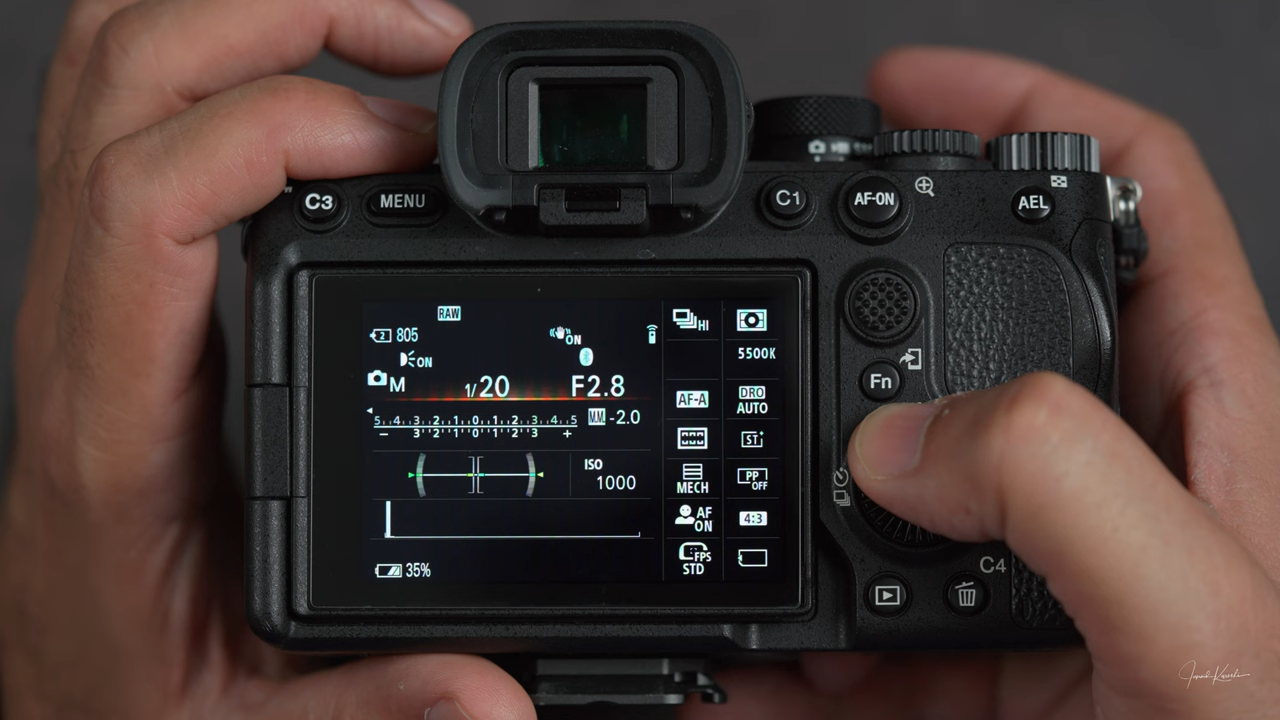 C3
MENU
C1
AF-ON
AEL
RAW
HI
2 805
ON
ON
5500K
M
1/20
F2.8
AF-A
DRO
AUTO
5..4..3..2..1..0..1..2..3..4..5
M.M. -2.0
− 3··2··1··0··1··2··3 +
ST
ISO
1000
MECH
PP
OFF
AF
ON
4:3
FPS
STD
35%
Fn
C4